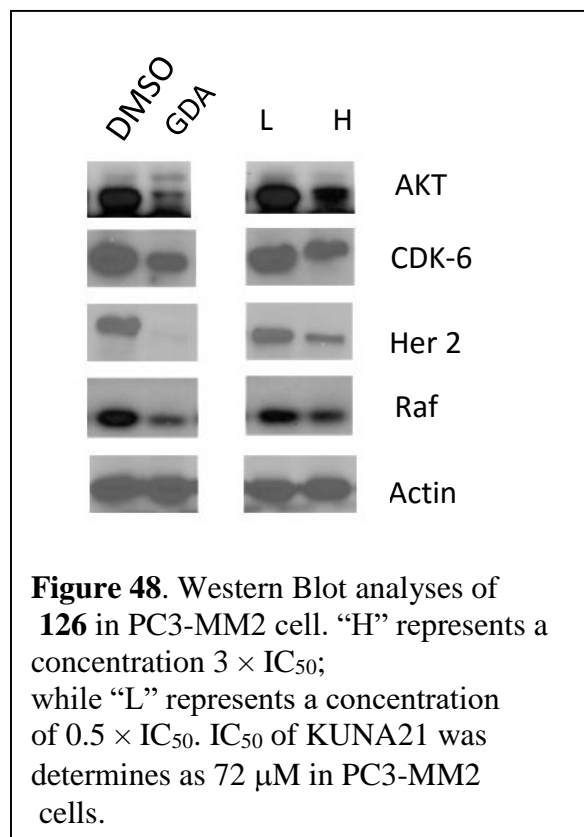 DMSO GDA L H
AKT
CDK-6
Her 2
Raf
Actin
Figure 48. Western Blot analyses of
126 in PC3-MM2 cell. “H” represents a
concentration 3 × IC₅₀;
while “L” represents a concentration
of 0.5 × IC₅₀. IC₅₀ of KUNA21 was
determines as 72 μM in PC3-MM2
cells.